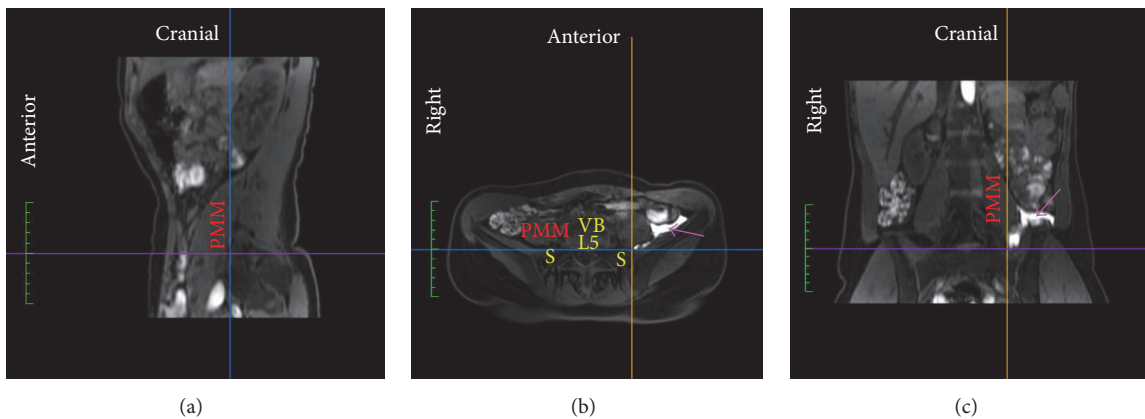 Cranial
Anterior
PMM
(a)
Anterior
Right
PMM
VB
L5
S
S
(b)
Cranial
Right
PMM
(c)